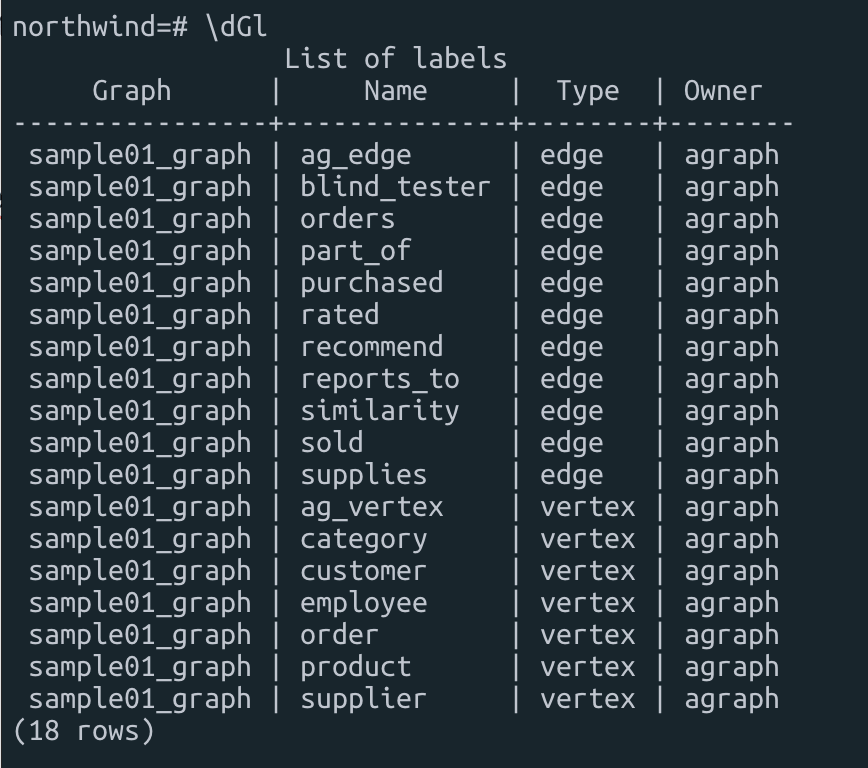 northwind=# \dGl
                 List of labels
     Graph      |     Name     |  Type  | Owner
----------------+--------------+--------+--------
 sample01_graph | ag_edge      | edge   | agraph
 sample01_graph | blind_tester | edge   | agraph
 sample01_graph | orders       | edge   | agraph
 sample01_graph | part_of      | edge   | agraph
 sample01_graph | purchased    | edge   | agraph
 sample01_graph | rated        | edge   | agraph
 sample01_graph | recommend    | edge   | agraph
 sample01_graph | reports_to   | edge   | agraph
 sample01_graph | similarity   | edge   | agraph
 sample01_graph | sold         | edge   | agraph
 sample01_graph | supplies     | edge   | agraph
 sample01_graph | ag_vertex    | vertex | agraph
 sample01_graph | category     | vertex | agraph
 sample01_graph | customer     | vertex | agraph
 sample01_graph | employee     | vertex | agraph
 sample01_graph | order        | vertex | agraph
 sample01_graph | product      | vertex | agraph
 sample01_graph | supplier     | vertex | agraph
(18 rows)